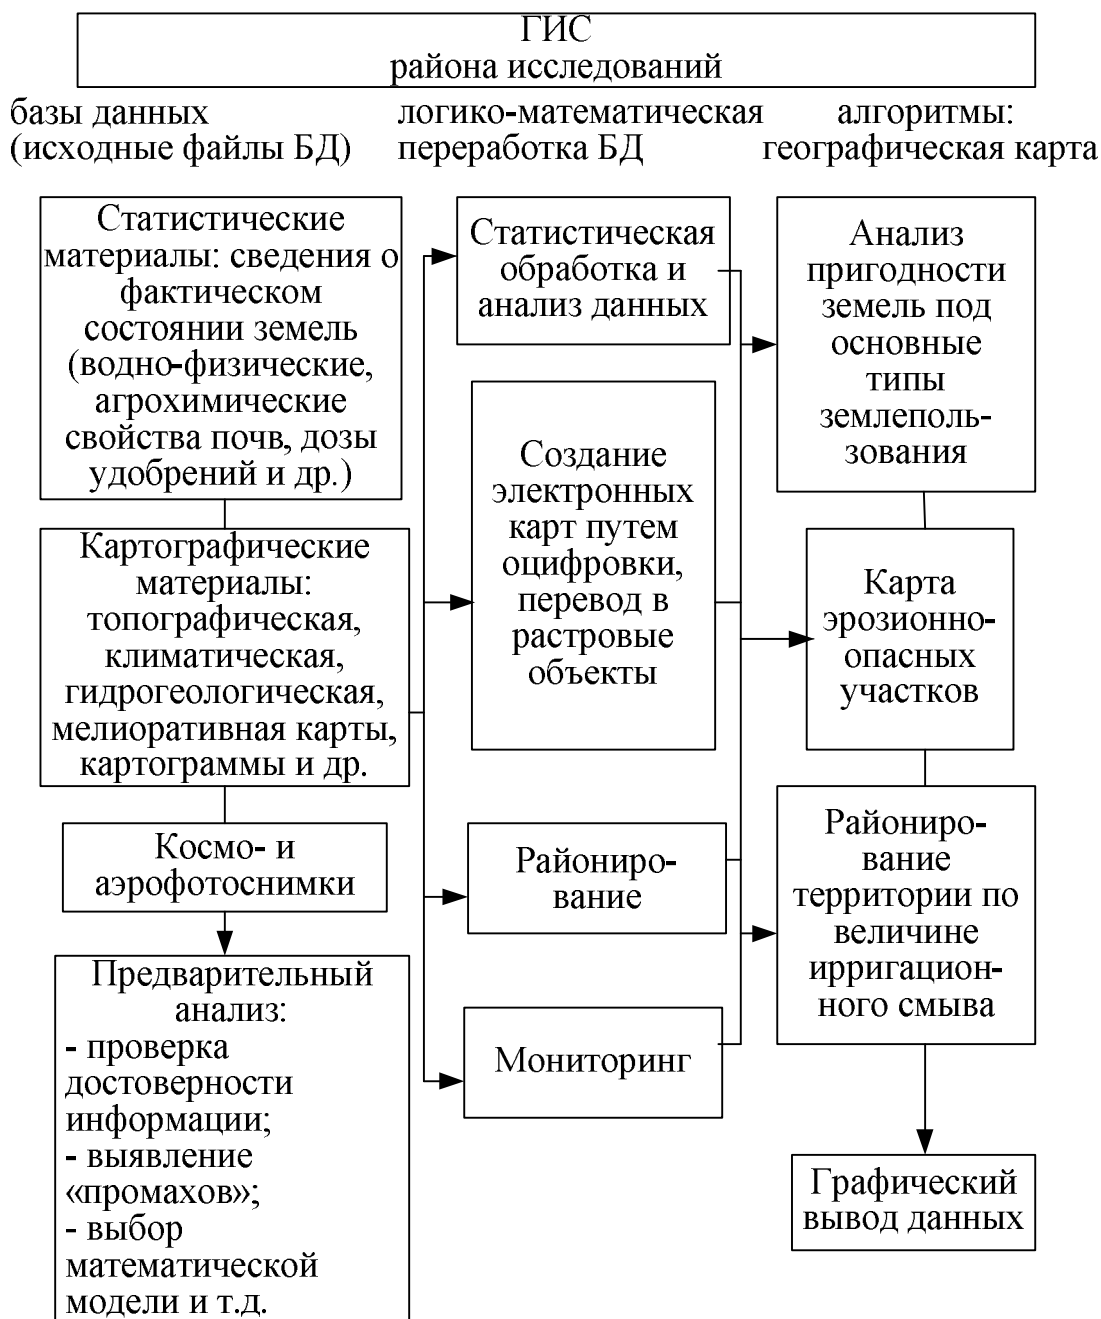 ГИС
района исследований
базы данных
(исходные файлы БД)
логико-математическая
переработка БД
алгоритмы:
географическая карта
Статистические
материалы: сведения о
фактическом
состоянии земель
(водно-физические,
агрохимические
свойства почв, дозы
удобрений и др.)
Картографические
материалы:
топографическая,
климатическая,
гидрогеологическая,
мелиоративная карты,
картограммы и др.
Космо- и
аэрофотоснимки
Предварительный
анализ:
- проверка
достоверности
информации;
- выявление
«промахов»;
- выбор
математической
модели и т.д.
Статистическая
обработка и
анализ данных
Создание
электронных
карт путем
оцифровки,
перевод в
растровые
объекты
Райониро-
вание
Мониторинг
Анализ
пригодности
земель под
основные
типы
землеполь-
зования
Карта
эрозионно-
опасных
участков
Райониро-
вание
территории по
величине
ирригацион-
ного смыва
Графический
вывод данных